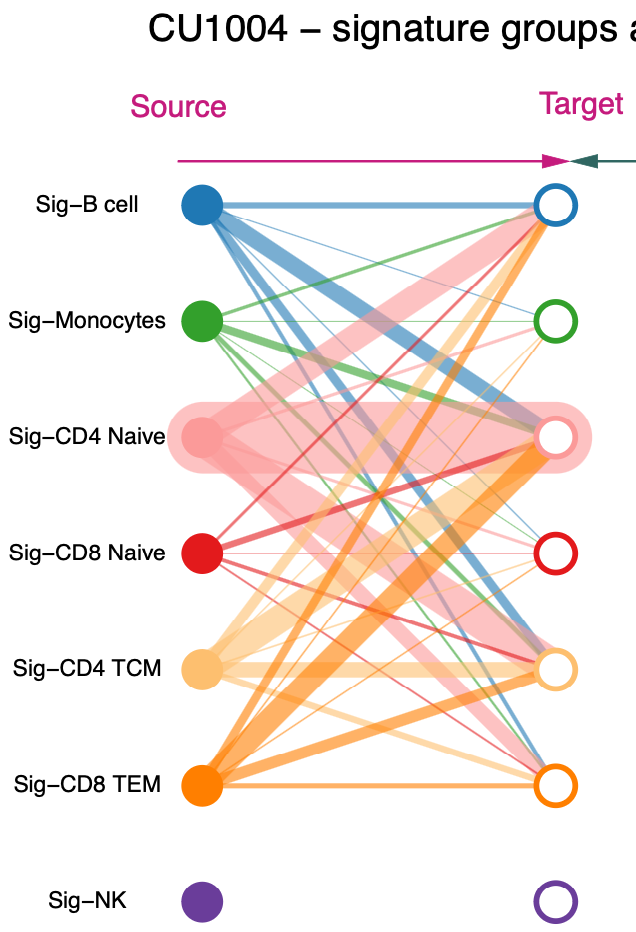 CU1004 – signature groups a
Source
Target
Sig−B cell
Sig−Monocytes
Sig−CD4 Naive
Sig−CD8 Naive
Sig−CD4 TCM
Sig−CD8 TEM
Sig−NK